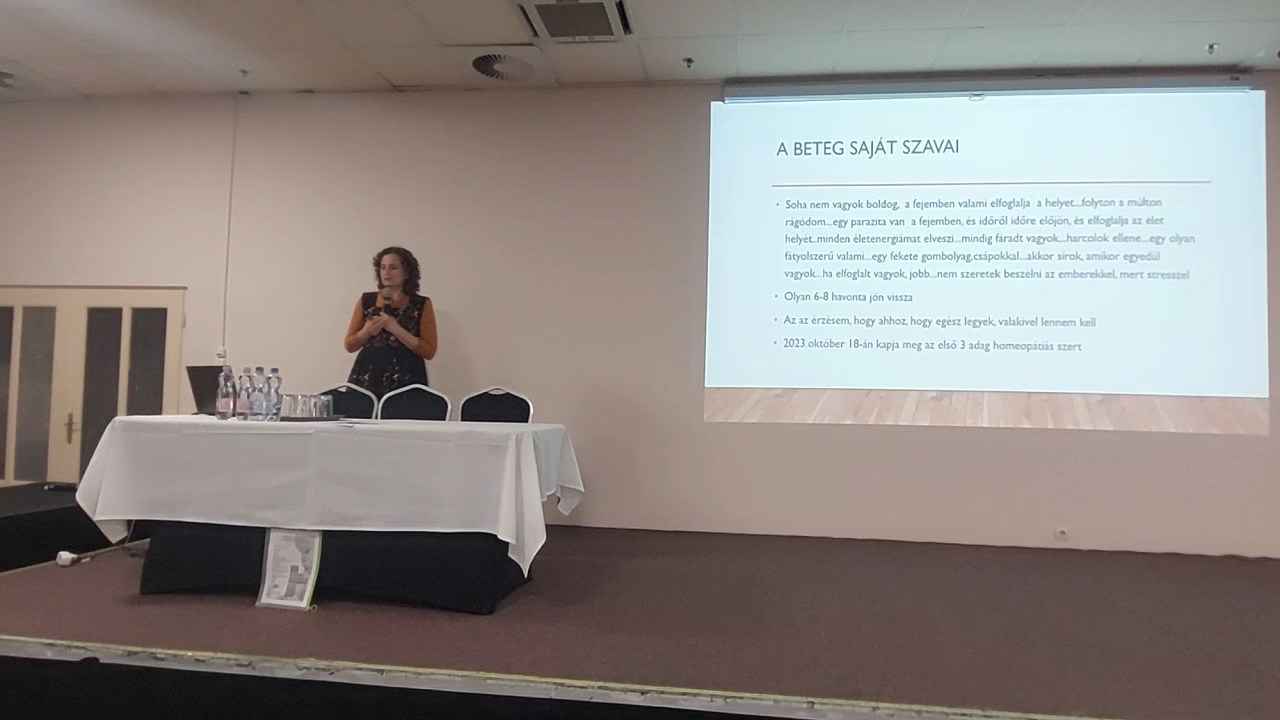 A BETEG SAJÁT SZAVAI
• Soha nem vagyok boldog, a fejemben valami elfoglalja a helyet...folyton a múlton
rágódom...egy parazita van a fejemben, és időről időre előjön, és elfoglalja az élet
helyét..minden életenergiámat elveszi...mindig fáradt vagyok...harcolok ellene...egy olyan
fátyolszerű valami...egy fekete gombolyag,csápokkal...akkor sírok, amikor egyedül
vagyok...ha elfoglalt vagyok, jobb...nem szeretek beszélni az emberekkel, mert stresszel
• Olyan 6-8 havonta jön vissza
• Az az érzésem, hogy ahhoz, hogy egész legyek, valakivel lennem kell
• 2023.október 18-án kapja meg az első 3 adag homeopátiás szert